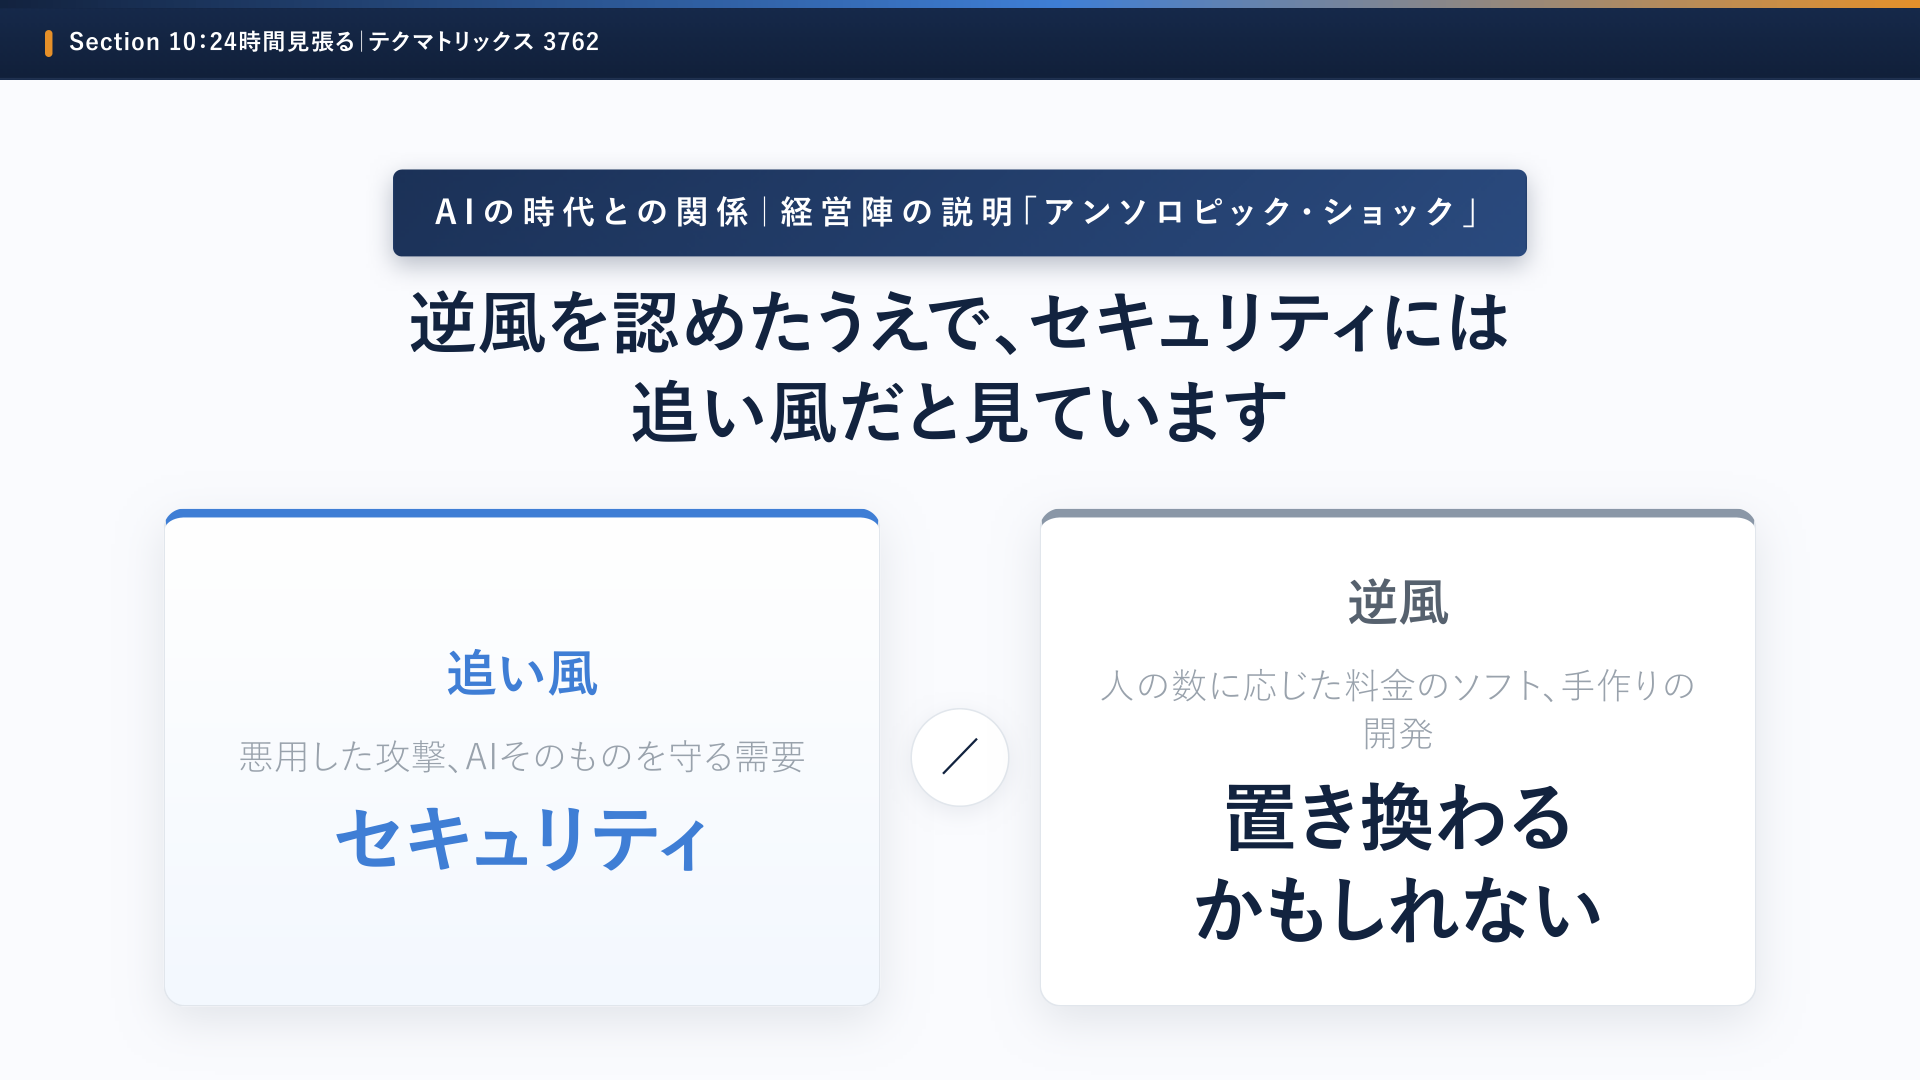 Section 10：24時間見張る｜テクマトリックス 3762
AIの時代との関係｜経営陣の説明「アンソロピック・ショック」
逆風を認めたうえで、セキュリティには
追い風だと見ています
追い風
悪用した攻撃、AIそのものを守る需要
セキュリティ
／
逆風
人の数に応じた料金のソフト、手作りの
開発
置き換わる
かもしれない